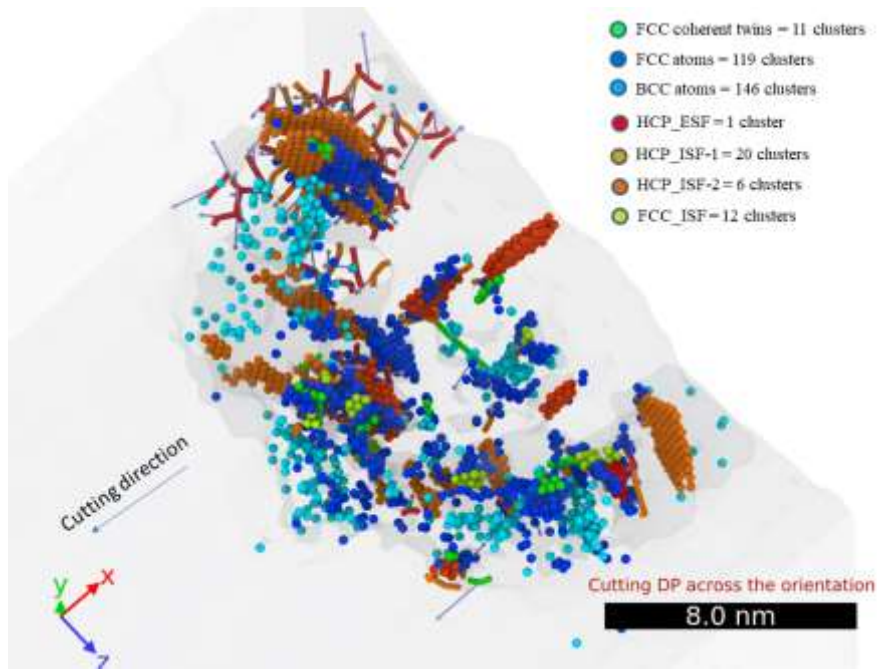 FCC coherent twins = 11 clusters
FCC atoms = 119 clusters
BCC atoms = 146 clusters
HCP_ESF = 1 cluster
HCP_ISF-1 = 20 clusters
HCP_ISF-2 = 6 clusters
FCC_ISF = 12 clusters
Cutting direction
y
x
z
Cutting DP across the orientation
8.0 nm